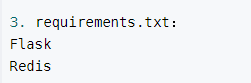 3. requirements.txt:
Flask
Redis